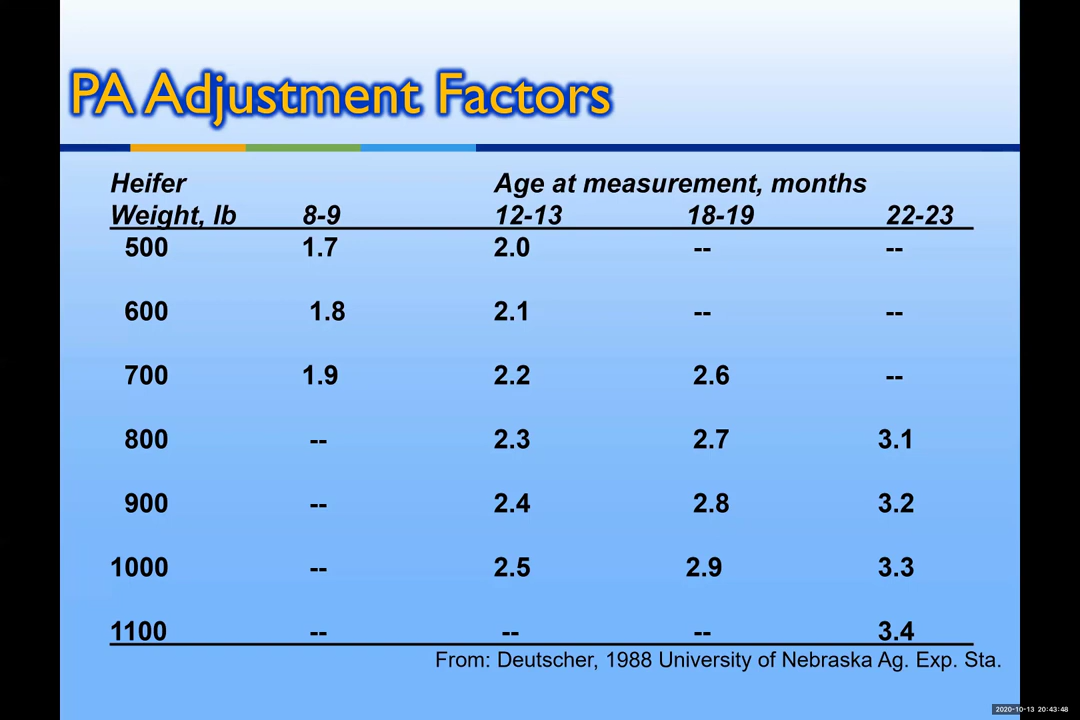 PA Adjustment Factors
Heifer Age at measurement, months
Weight, lb 8-9 12-13 18-19 22-23
500 1.7 2.0 -- --
600 1.8 2.1 -- --
700 1.9 2.2 2.6 --
800 -- 2.3 2.7 3.1
900 -- 2.4 2.8 3.2
1000 -- 2.5 2.9 3.3
1100 -- -- -- 3.4
From: Deutscher, 1988 University of Nebraska Ag. Exp. Sta.
2020-10-13 20:43:48